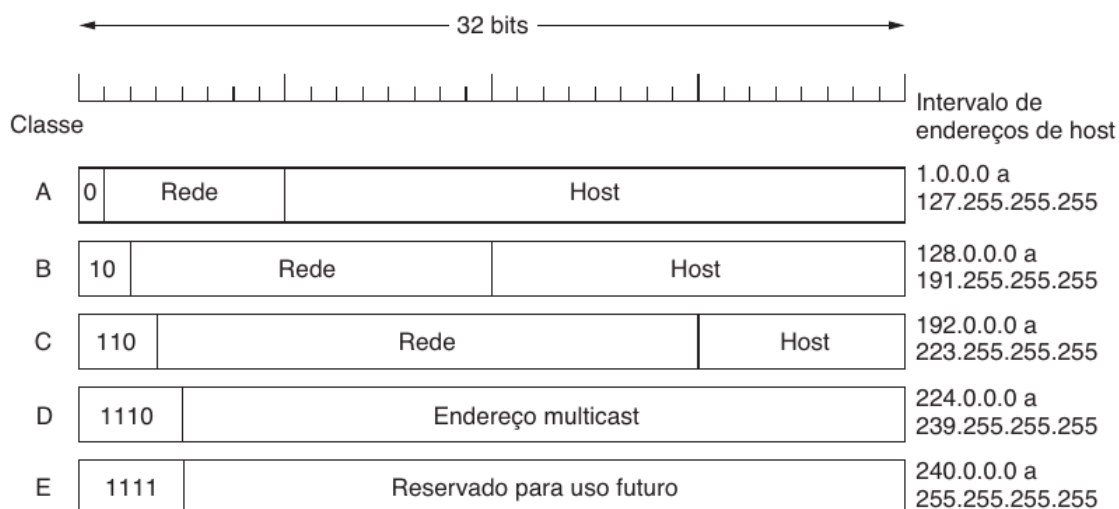 32 bits
Classe
Intervalo de
endereços de host
A 0 Rede Host 1.0.0.0 a
127.255.255.255
B 10 Rede Host 128.0.0.0 a
191.255.255.255
C 110 Rede Host 192.0.0.0 a
223.255.255.255
D 1110 Endereço multicast 224.0.0.0 a
239.255.255.255
E 1111 Reservado para uso futuro 240.0.0.0 a
255.255.255.255